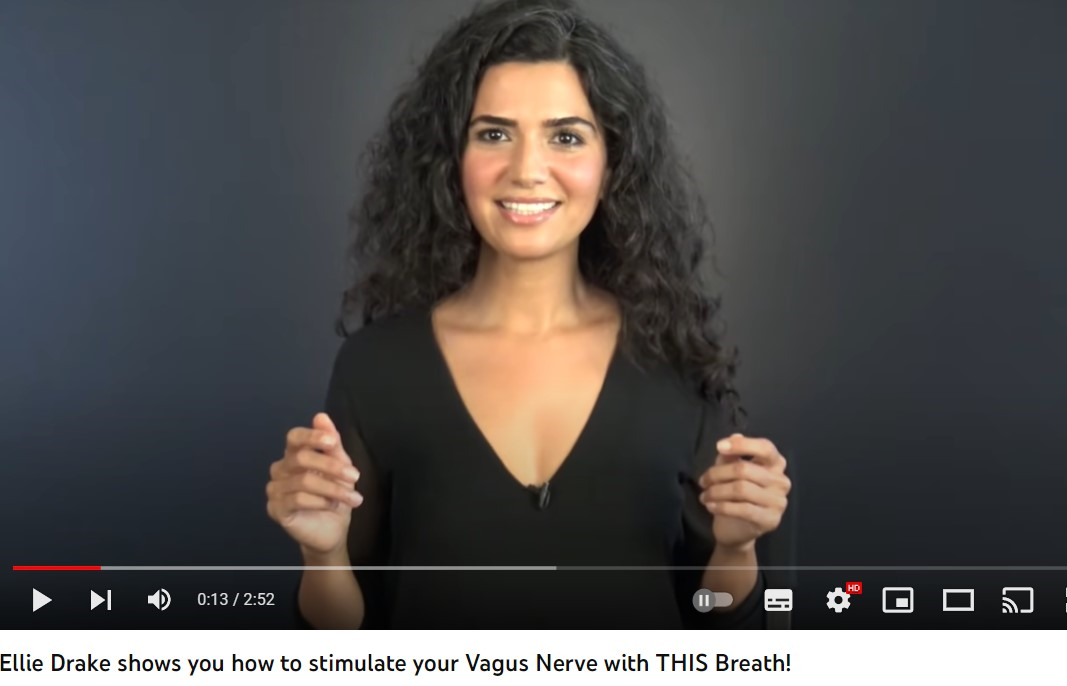 HD
0:13 / 2:52
Ellie Drake shows you how to stimulate your Vagus Nerve with THIS Breath!